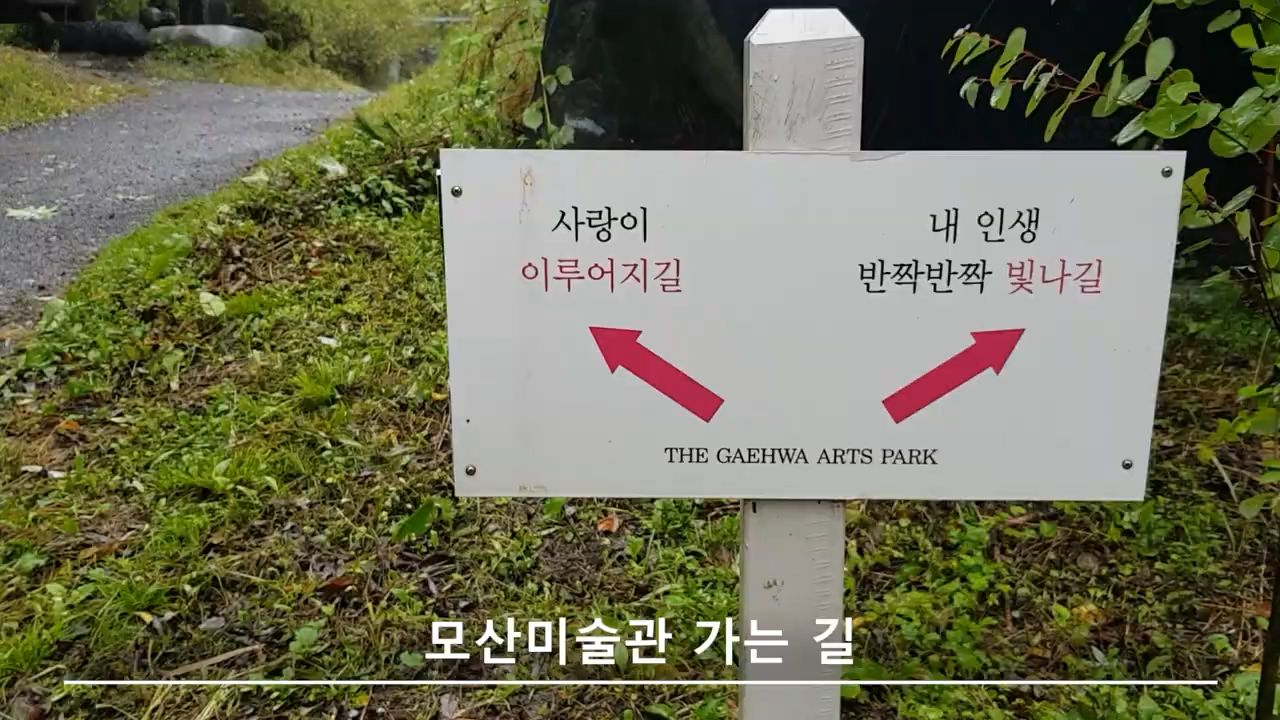 사랑이
이루어지길
내 인생
반짝반짝 빛나길
THE GAEHWA ARTS PARK
모산미술관 가는 길